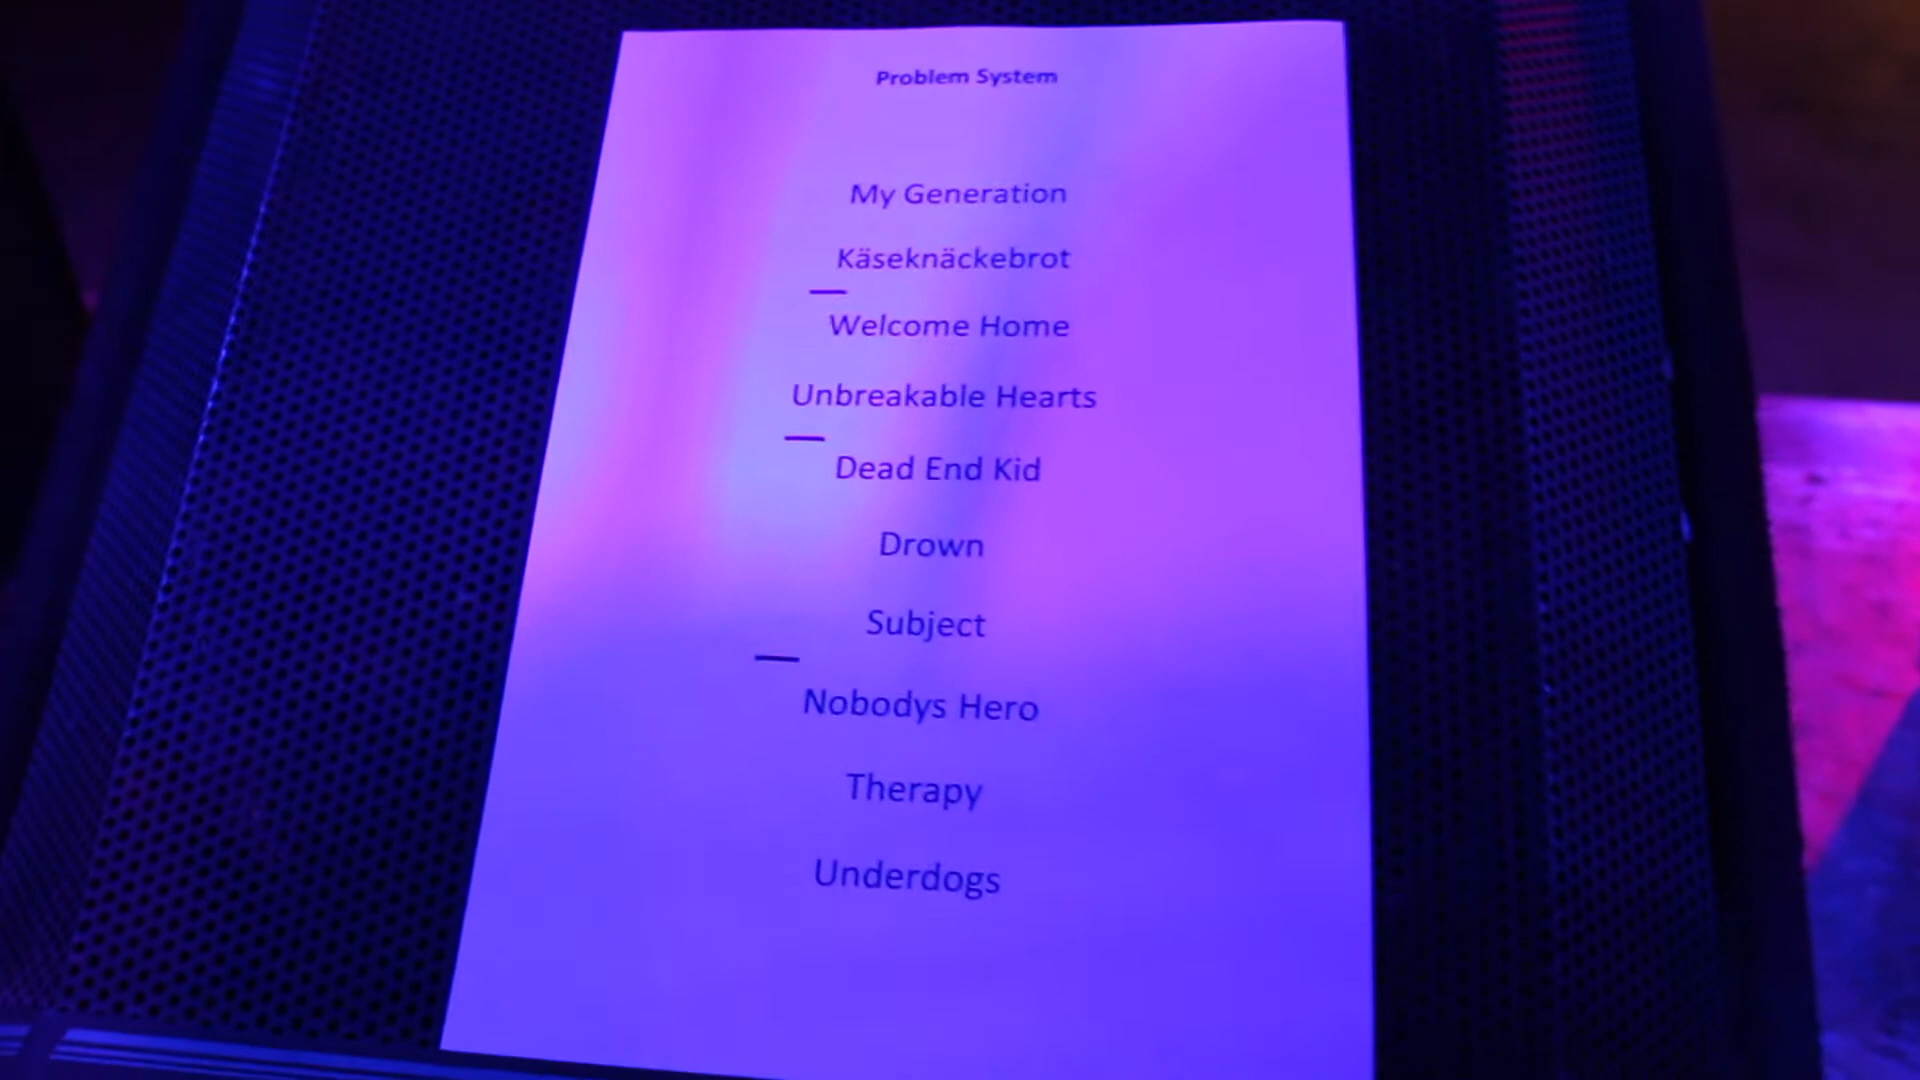 Problem System
My Generation
Käseknäckebrot
Welcome Home
Unbreakable Hearts
Dead End Kid
Drown
Subject
Nobodys Hero
Therapy
Underdogs